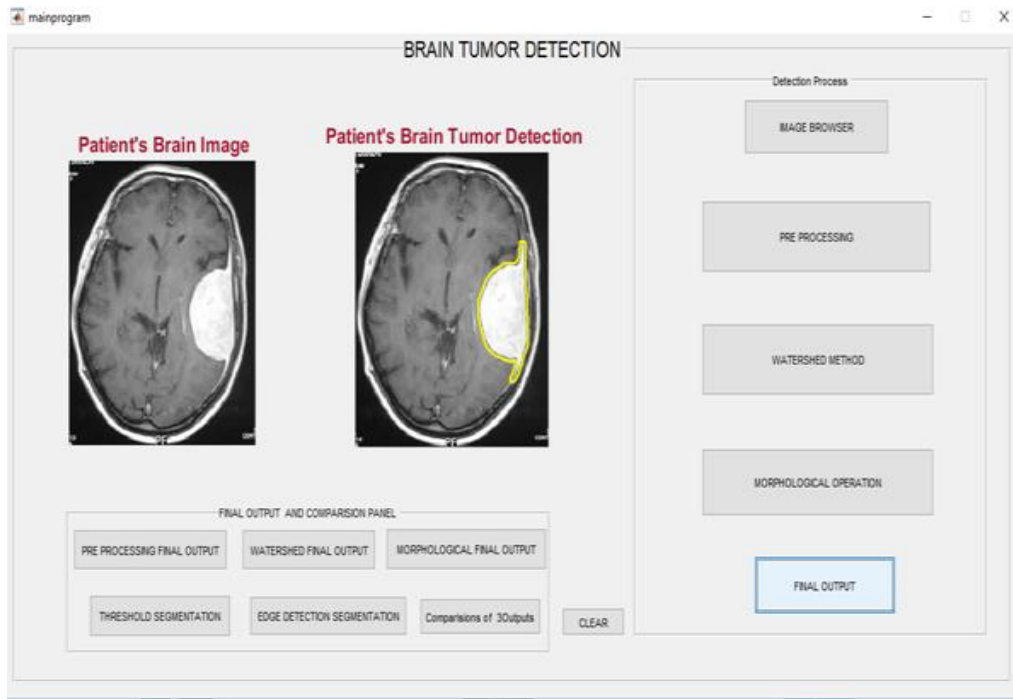 mainprogram
BRAIN TUMOR DETECTION
Patient's Brain Image
Patient's Brain Tumor Detection
PF
PF
Detection Process
IMAGE BROWSER
PRE PROCESSING
WATERSHED METHOD
MORPHOLOGICAL OPERATION
FINAL OUTPUT
FINAL OUTPUT AND COMPARISION PANEL
PRE PROCESSING FINAL OUTPUT
WATERSHED FINAL OUTPUT
MORPHOLOGICAL FINAL OUTPUT
THRESHOLD SEGMENTATION
EDGE DETECTION SEGMENTATION
Comparisions of 3Outputs
CLEAR